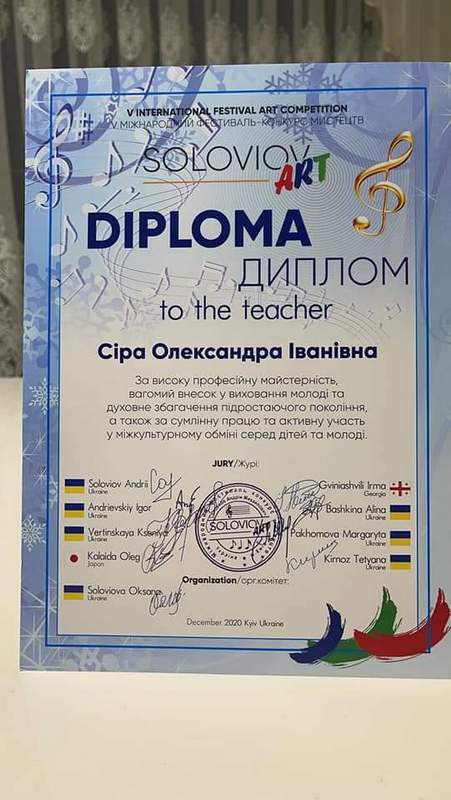 V INTERNATIONAL FESTIVAL ART COMPETITION
V МІЖНАРОДНИЙ ФЕСТИВАЛЬ-КОНКУРС МИСТЕЦТВ
SOLOVIOV
ART
DIPLOMA
ДИПЛОМ
to the teacher
Сіра Олександра Іванівна
За високу професійну майстерність,
вагомий внесок у виховання молоді та
духовне збагачення підростаючого покоління,
а також за сумлінну працю та активну участь
у міжкультурному обміні серед дітей та молоді.
JURY/Журі:
Soloviov Andrii
Ukraine
Andrievskiy Igor
Ukraine
Vertinskaya Kseniya
Ukraine
Kalaida Oleg
Japan
Gviniashvili Irma
Georgia
Bashkina Alina
Ukraine
Pakhomova Margaryta
Ukraine
Kirnoz Tetyana
Ukraine
SOLOVIOV
ART
Organization/орг.комітет:
Soloviova Oksana
Ukraine
December 2020 Kyiv Ukraine